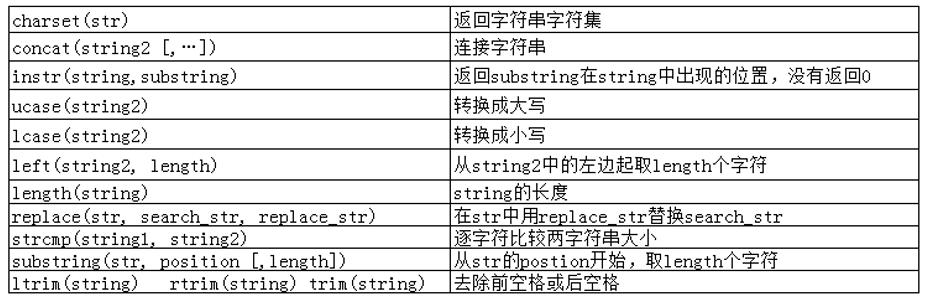 charset(str) 返回字符串字符集
concat(string2 [,…]) 连接字符串
instr(string,substring) 返回substring在string中出现的位置，没有返回0
ucase(string2) 转换成大写
lcase(string2) 转换成小写
left(string2, length) 从string2中的左边起取length个字符
length(string) string的长度
replace(str, search_str, replace_str) 在str中用replace_str替换search_str
strcmp(string1, string2) 逐字符比较两字符串大小
substring(str, position [,length]) 从str的postion开始，取length个字符
ltrim(string) rtrim(string) trim(string) 去除前空格或后空格